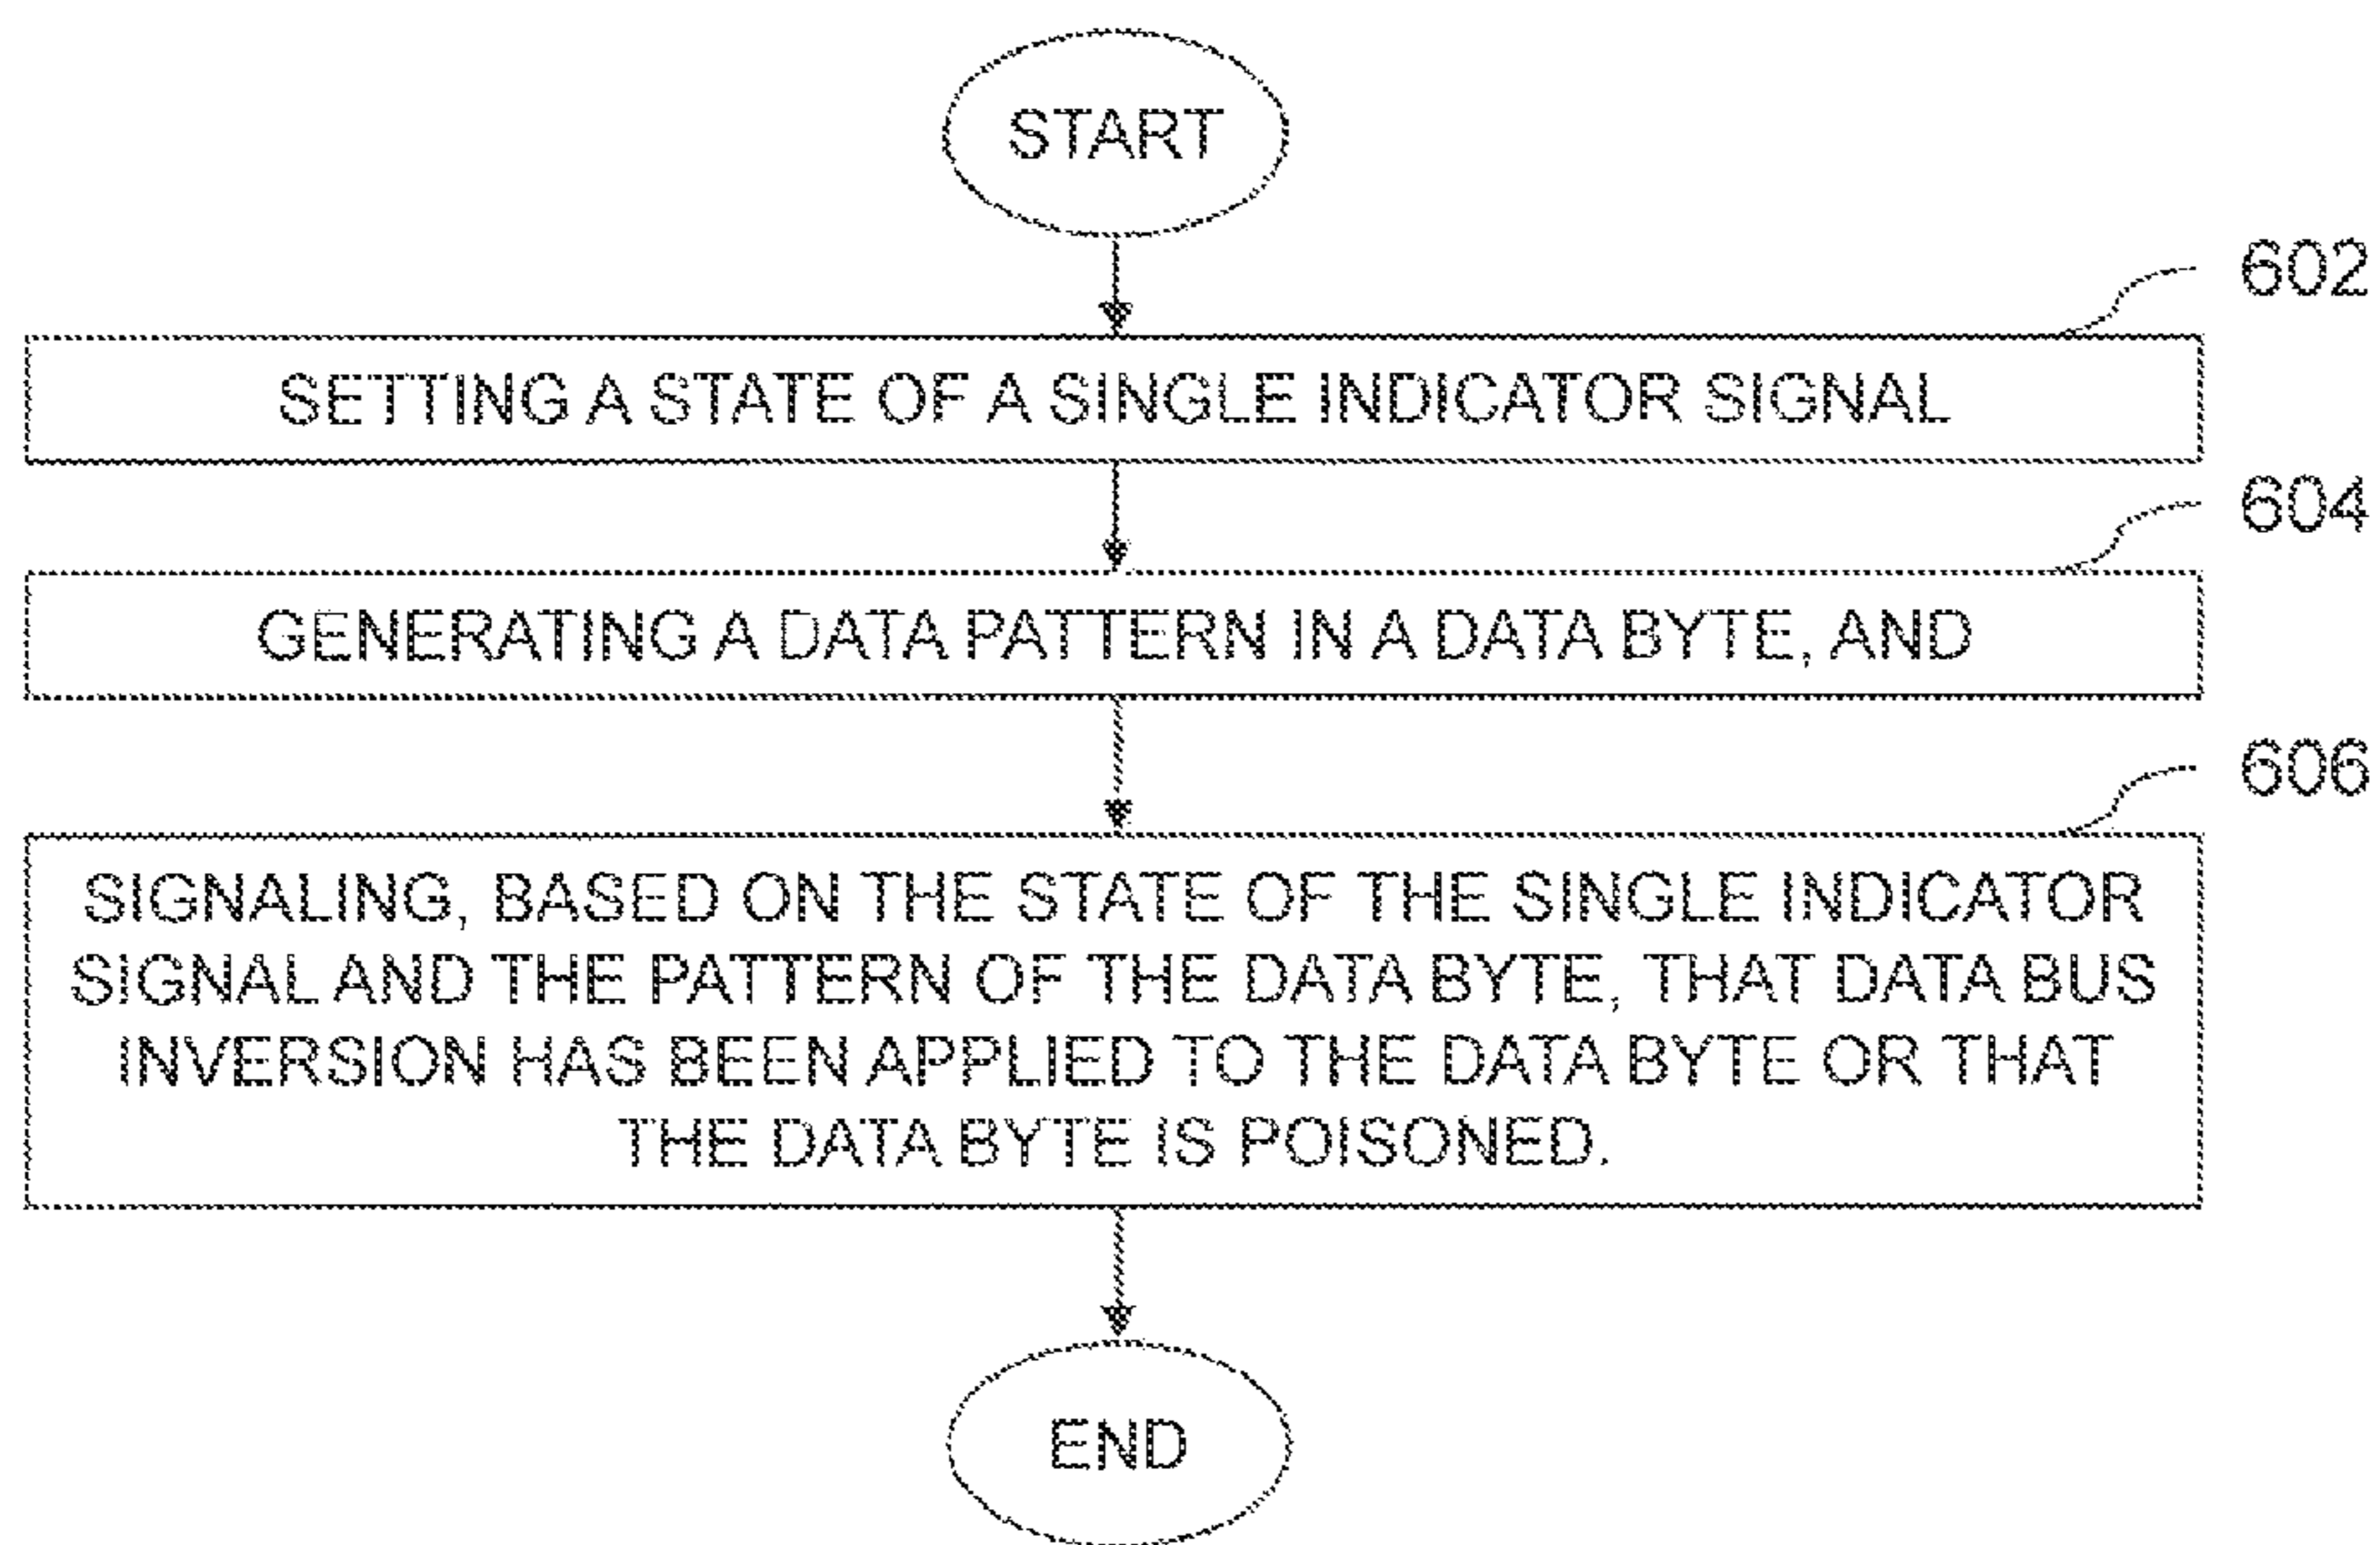 START
602
SETTING A STATE OF A SINGLE INDICATOR SIGNAL
604
GENERATING A DATA PATTERN IN A DATA BYTE, AND
606
SIGNALING, BASED ON THE STATE OF THE SINGLE INDICATOR
SIGNAL AND THE PATTERN OF THE DATA BYTE, THAT DATA BUS
INVERSION HAS BEEN APPLIED TO THE DATA BYTE OR THAT
THE DATA BYTE IS POISONED.
END